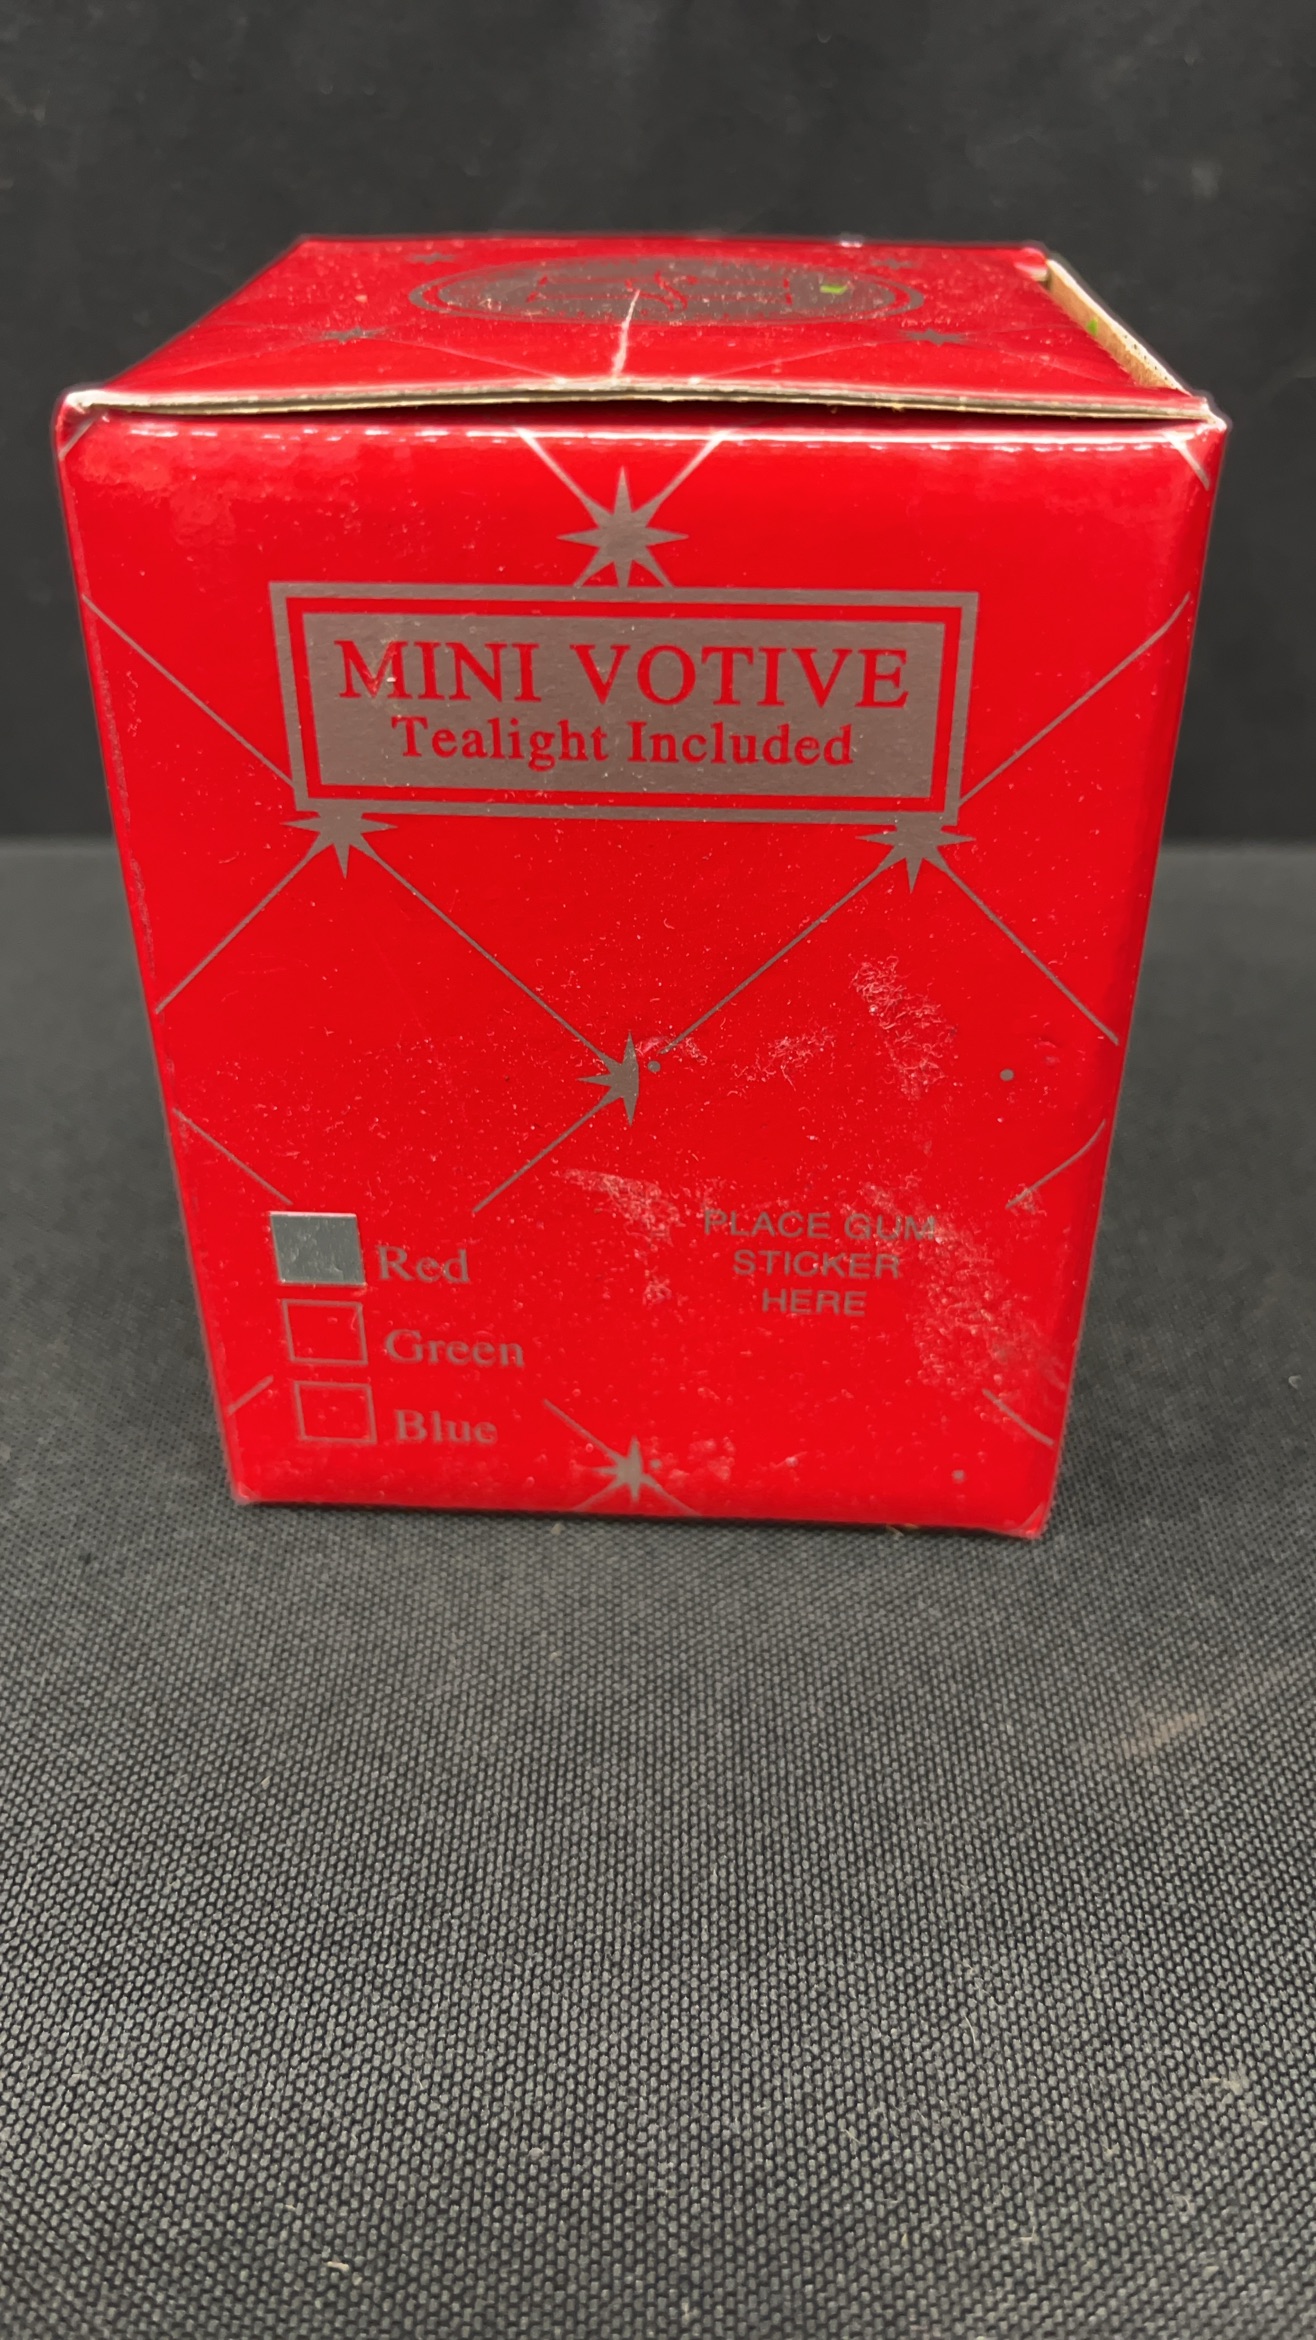 MINI VOTIVE
Tealight Included
Red
Green
Blue
PLACE GUM
STICKER
HERE